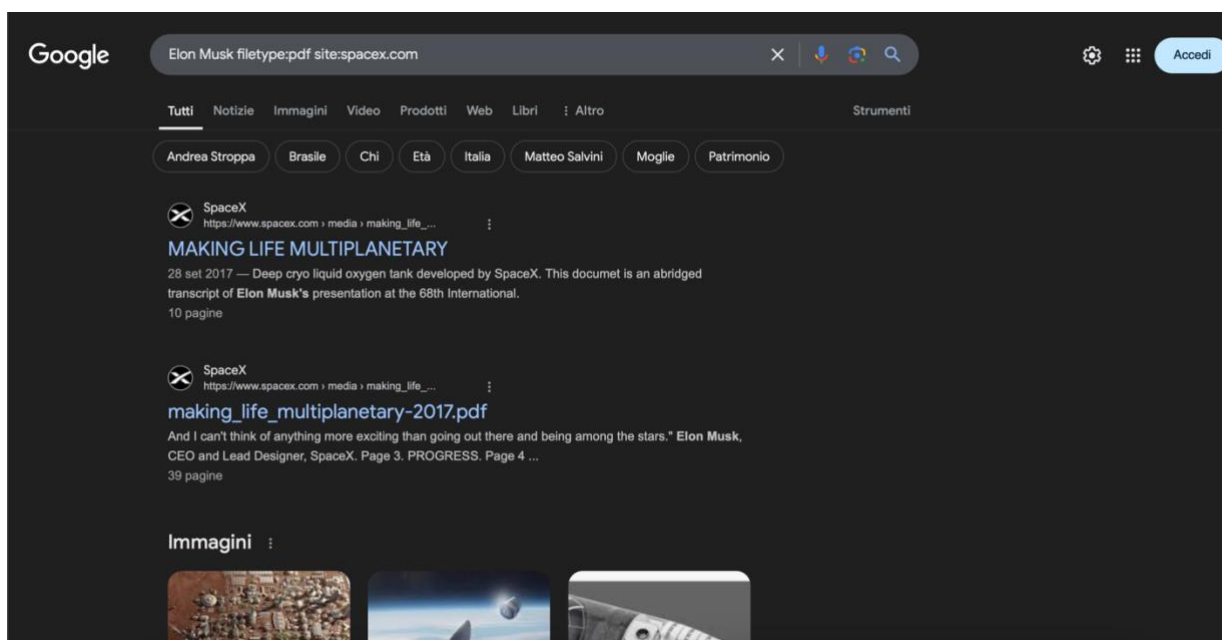 Google
Elon Musk filetype:pdf site:spacex.com
Accedi
Tutti Notizie Immagini Video Prodotti Web Libri Altro Strumenti
Andrea Stroppa Brasile Chi Età Italia Matteo Salvini Moglie Patrimonio
SpaceX
https://www.spacex.com › media › making_life_...
MAKING LIFE MULTIPLANETARY
28 set 2017 — Deep cryo liquid oxygen tank developed by SpaceX. This documet is an abridged
transcript of Elon Musk's presentation at the 68th International.
10 pagine
SpaceX
https://www.spacex.com › media › making_life_...
making_life_multiplanetary-2017.pdf
And I can't think of anything more exciting than going out there and being among the stars." Elon Musk,
CEO and Lead Designer, SpaceX. Page 3. PROGRESS. Page 4 ...
39 pagine
Immagini